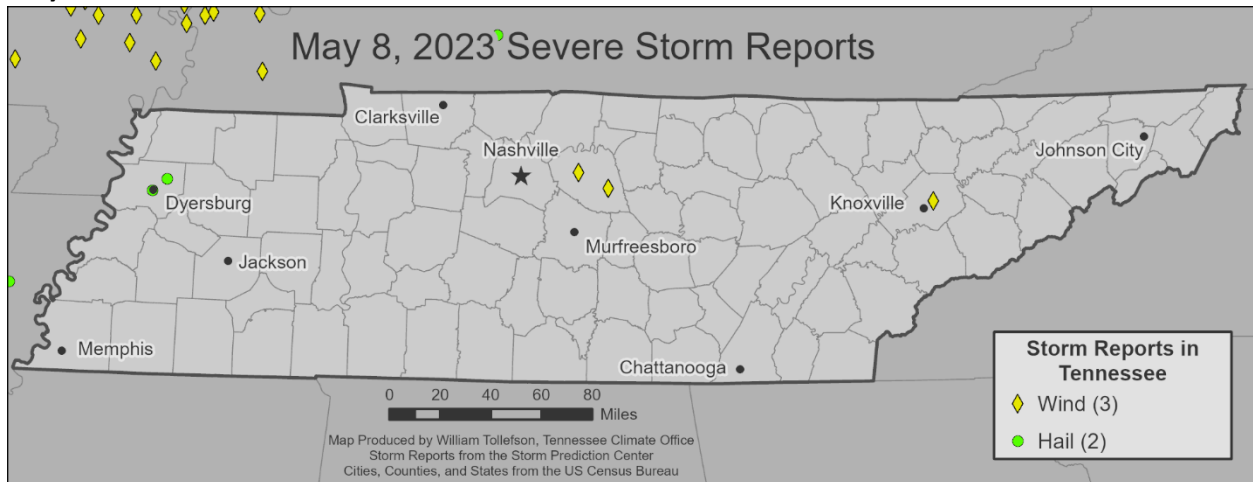 May 8, 2023 Severe Storm Reports
Clarksville
Nashville
Johnson City
Dyersburg
Knoxville
Murfreesboro
Jackson
Memphis
Chattanooga
0 20 40 60 80
Miles
Map Produced by William Tollefson, Tennessee Climate Office
Storm Reports from the Storm Prediction Center
Cities, Counties, and States from the US Census Bureau
Storm Reports in
Tennessee
Wind (3)
Hail (2)